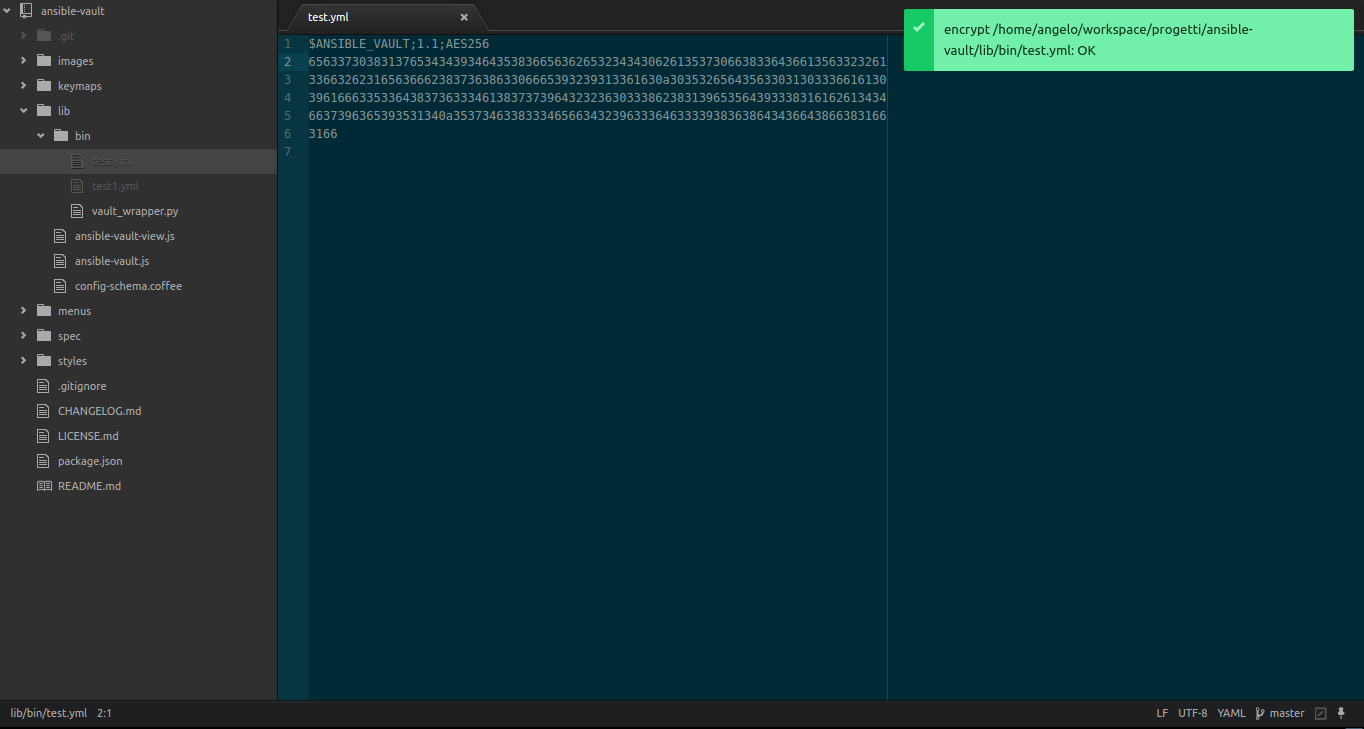 ansible-vault
.git
images
keymaps
lib
bin
test.yml
test1.yml
vault_wrapper.py
ansible-vault-view.js
ansible-vault.js
config-schema.coffee
menus
spec
styles
.gitignore
CHANGELOG.md
LICENSE.md
package.json
README.md
test.yml
1 $ANSIBLE_VAULT;1.1;AES256
2 65633730383137653434393464353836656362653234343062613537306638336436613563323261
3 3366326231656366623837363863306665393239313361630a303532656435633031303336616130
4 39616663353364383736333461383737396432323630333862383139653564393338316162613434
5 6637396365393531340a353734633833346566343239633364633339383638643436643866383166
6 3166
7
encrypt /home/angelo/workspace/progetti/ansible-
vault/lib/bin/test.yml: OK
lib/bin/test.yml 2:1
LF UTF-8 YAML master